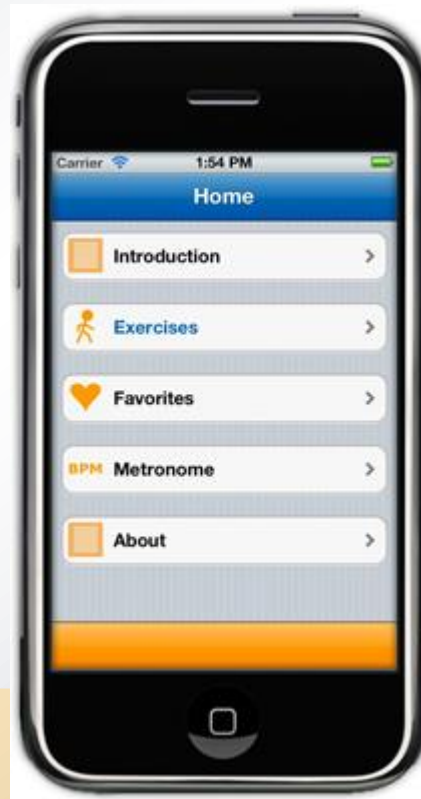 Carrier 1:54 PM
Home
Introduction
Exercises
Favorites
BPM Metronome
About